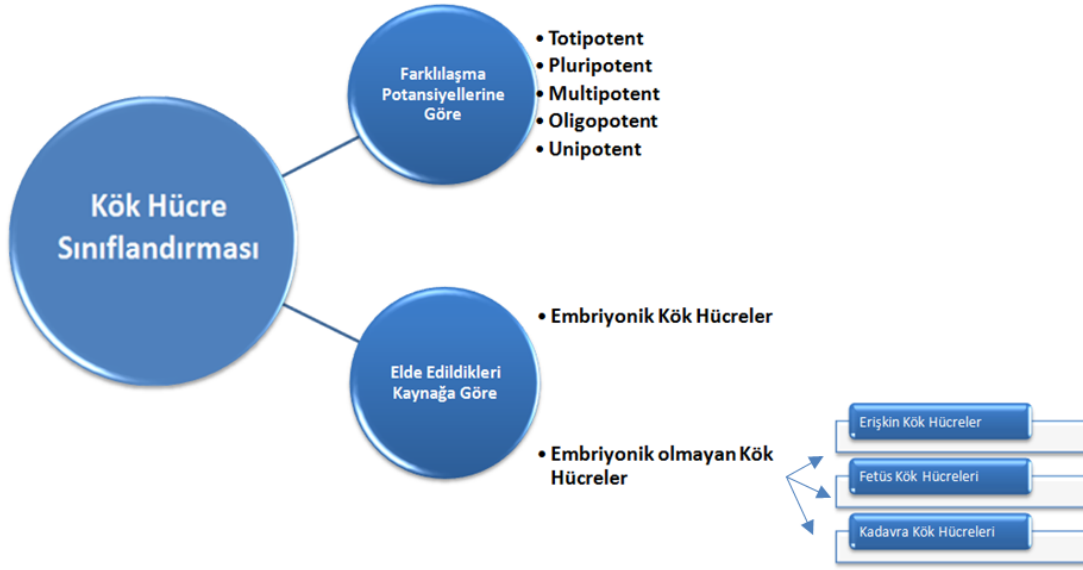 Kök Hücre
Sınıflandırması
Farklılaşma
Potansiyellerine
Göre
• Totipotent
• Pluripotent
• Multipotent
• Oligopotent
• Unipotent
Elde Edildikleri
Kaynağa Göre
• Embriyonik Kök Hücreler
• Embriyonik olmayan Kök
Hücreler
Erişkin Kök Hücreler
Fetüs Kök Hücreleri
Kadavra Kök Hücreleri